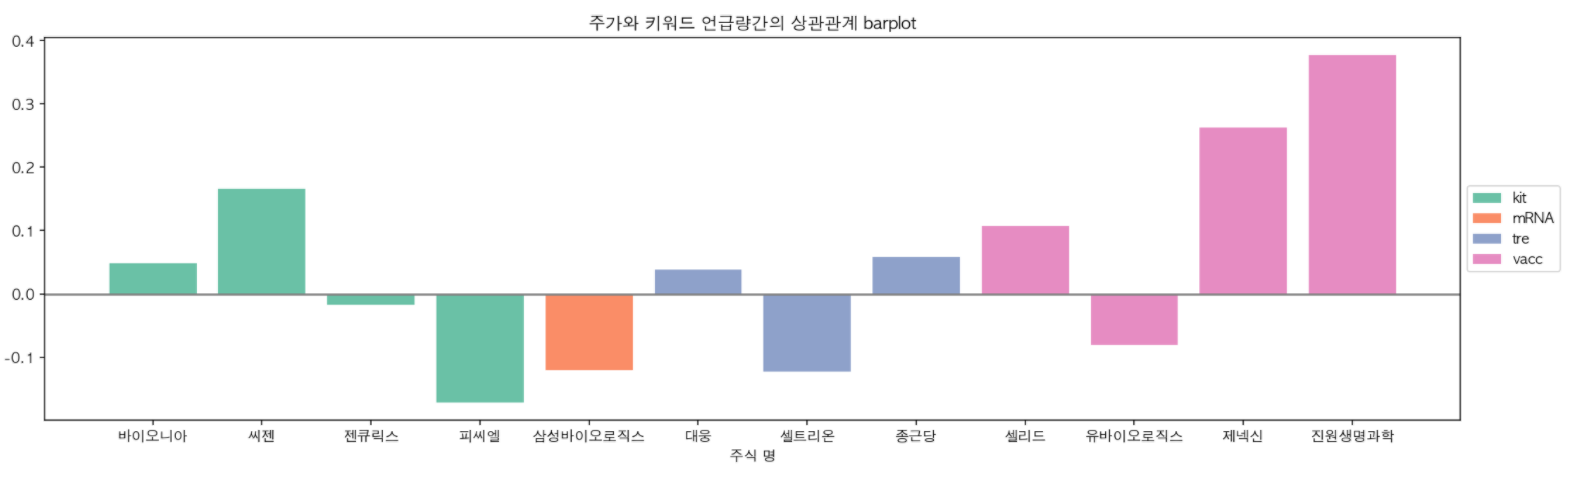 주가와 키워드 언급량간의 상관관계 barplot
0.4
0.3
0.2
0.1
0.0
-0.1
kit
mRNA
tre
vacc
바이오니아 씨젠 젠큐릭스 피씨엘 삼성바이오로직스 대웅 셀트리온 종근당 셀리드 유바이오로직스 제넥신 진원생명과학
주식 명